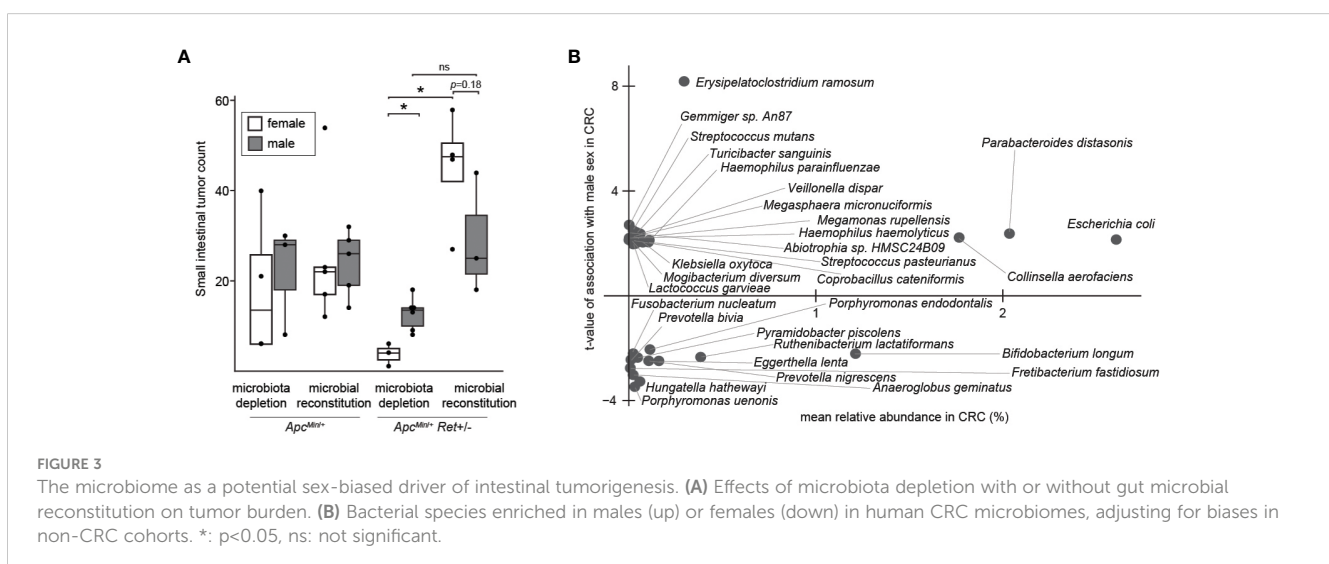 A
Small intestinal tumor count
60
40
20
female
male
*
*
ns
p=0.18
microbiota
depletion
microbial
reconstitution
microbiota
depletion
microbial
reconstitution
Apc^Min/+
Apc^Min/+ Ret+/-
B
t-value of association with male sex in CRC
8
4
−4
1
2
mean relative abundance in CRC (%)
Erysipelatoclostridium ramosum
Gemmiger sp. An87
Streptococcus mutans
Turicibacter sanguinis
Haemophilus parainfluenzae
Parabacteroides distasonis
Veillonella dispar
Megasphaera micronuciformis
Megamonas rupellensis
Escherichia coli
Haemophilus haemolyticus
Abiotrophia sp. HMSC24B09
Streptococcus pasteurianus
Klebsiella oxytoca
Mogibacterium diversum
Coprobacillus cateniformis
Collinsella aerofaciens
Lactococcus garvieae
Fusobacterium nucleatum
Porphyromonas endodontalis
Prevotella bivia
Pyramidobacter piscolens
Ruthenibacterium lactatiformans
Bifidobacterium longum
Eggerthella lenta
Prevotella nigrescens
Fretibacterium fastidiosum
Hungatella hathewayi
Anaeroglobus geminatus
Porphyromonas uenonis
FIGURE 3
The microbiome as a potential sex-biased driver of intestinal tumorigenesis. (A) Effects of microbiota depletion with or without gut microbial
reconstitution on tumor burden. (B) Bacterial species enriched in males (up) or females (down) in human CRC microbiomes, adjusting for biases in
non-CRC cohorts. *: p<0.05, ns: not significant.